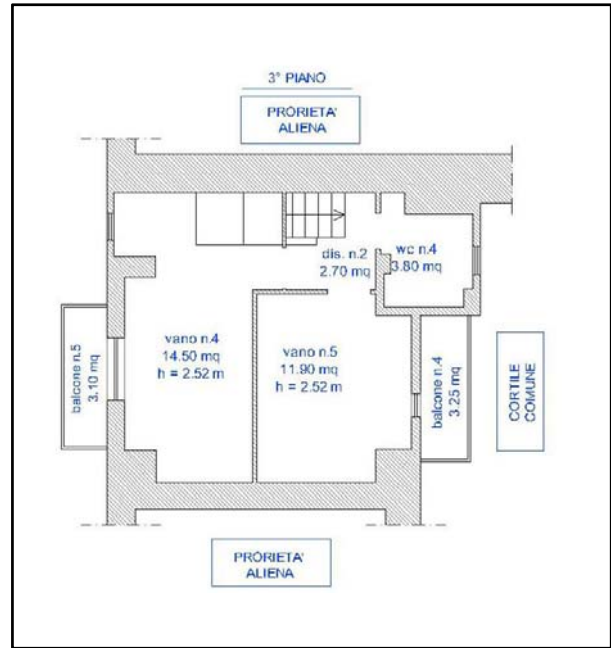 3° PIANO
PRORIETA'
ALIENA
dis. n.2
2.70 mq
wc n.4
3.80 mq
vano n.4
14.50 mq
h = 2.52 m
vano n.5
11.90 mq
h = 2.52 m
balcone n.5
3.10 mq
balcone n.4
3.25 mq
CORTILE
COMUNE
PRORIETA'
ALIENA